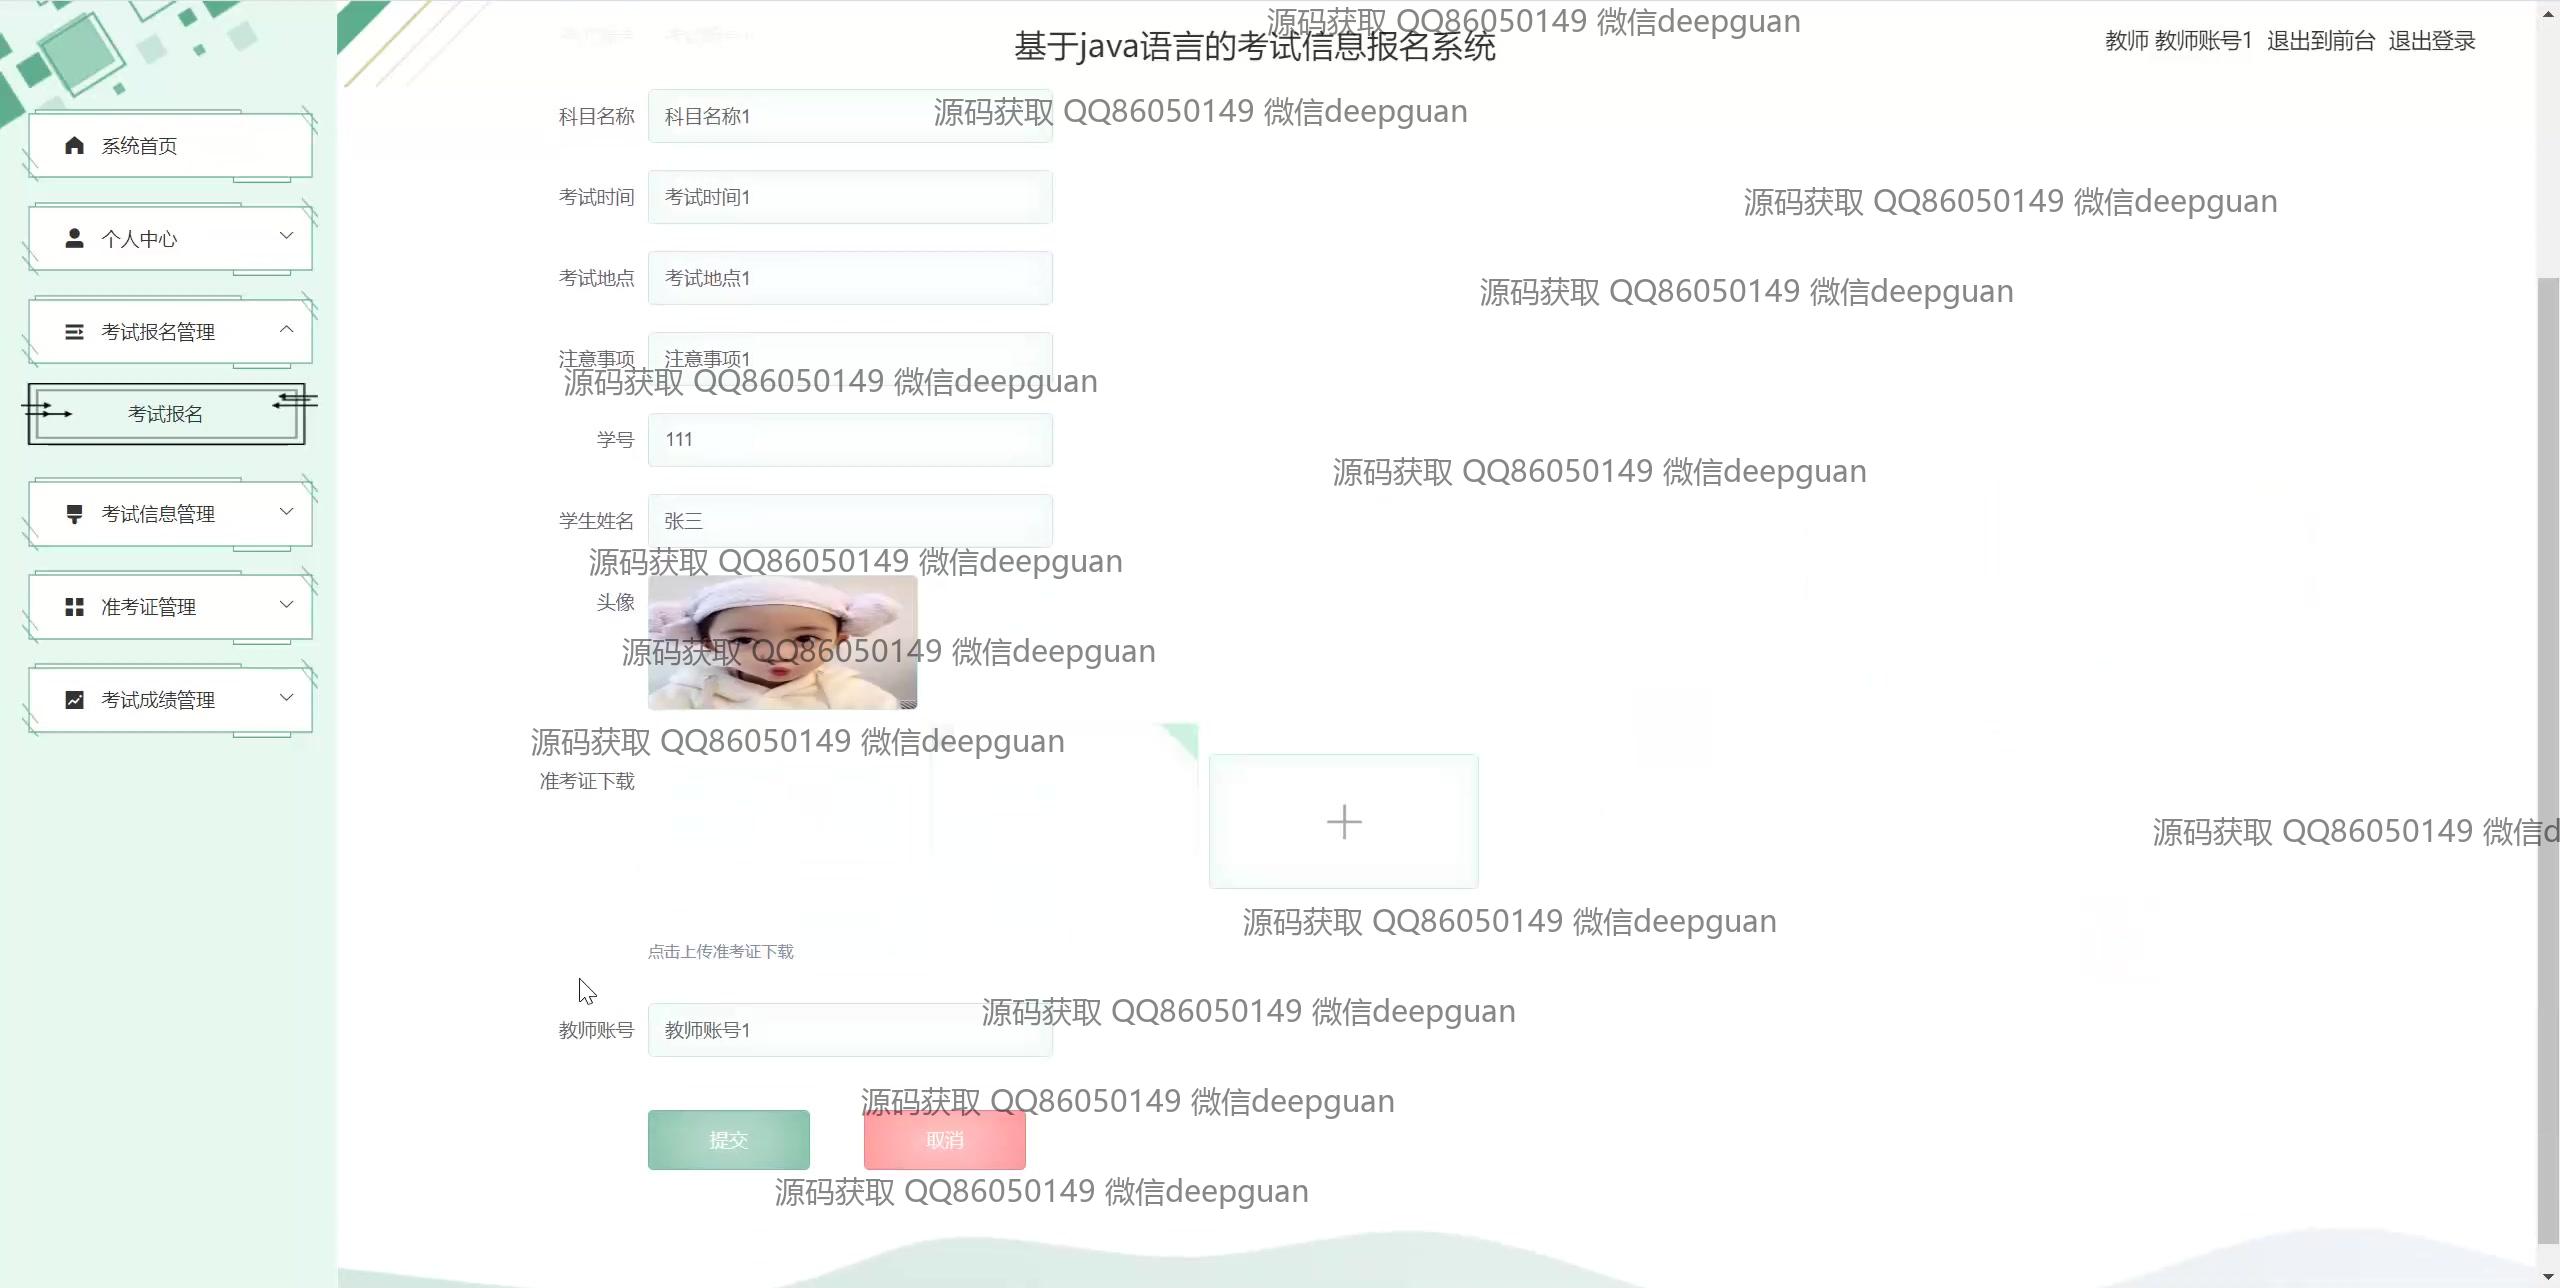 源码获取 QQ86050149 微信deepguan
基于java语言的考试信息报名系统
教师 教师账号1 退出到前台 退出登录
系统首页
个人中心
考试报名管理
考试报名
考试信息管理
准考证管理
考试成绩管理
科目名称 科目名称1
源码获取 QQ86050149 微信deepguan
考试时间 考试时间1
源码获取 QQ86050149 微信deepguan
考试地点 考试地点1
源码获取 QQ86050149 微信deepguan
注意事项 注意事项1
源码获取 QQ86050149 微信deepguan
学号 111
源码获取 QQ86050149 微信deepguan
学生姓名 张三
源码获取 QQ86050149 微信deepguan
头像
源码获取 QQ86050149 微信deepguan
源码获取 QQ86050149 微信deepguan
准考证下载
源码获取 QQ86050149 微信d
源码获取 QQ86050149 微信deepguan
点击上传准考证下载
源码获取 QQ86050149 微信deepguan
教师账号 教师账号1
源码获取 QQ86050149 微信deepguan
提交 取消
源码获取 QQ86050149 微信deepguan